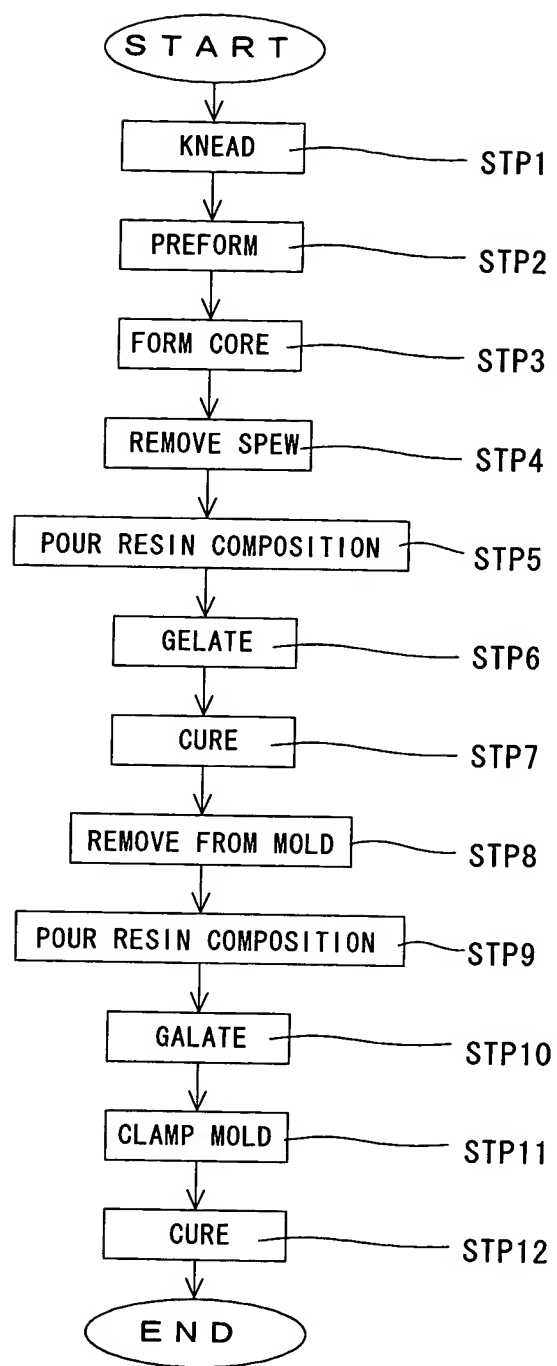 START
KNEAD
STP1
PREFORM
STP2
FORM CORE
STP3
REMOVE SPEW
STP4
POUR RESIN COMPOSITION
STP5
GELATE
STP6
CURE
STP7
REMOVE FROM MOLD
STP8
POUR RESIN COMPOSITION
STP9
GALATE
STP10
CLAMP MOLD
STP11
CURE
STP12
END